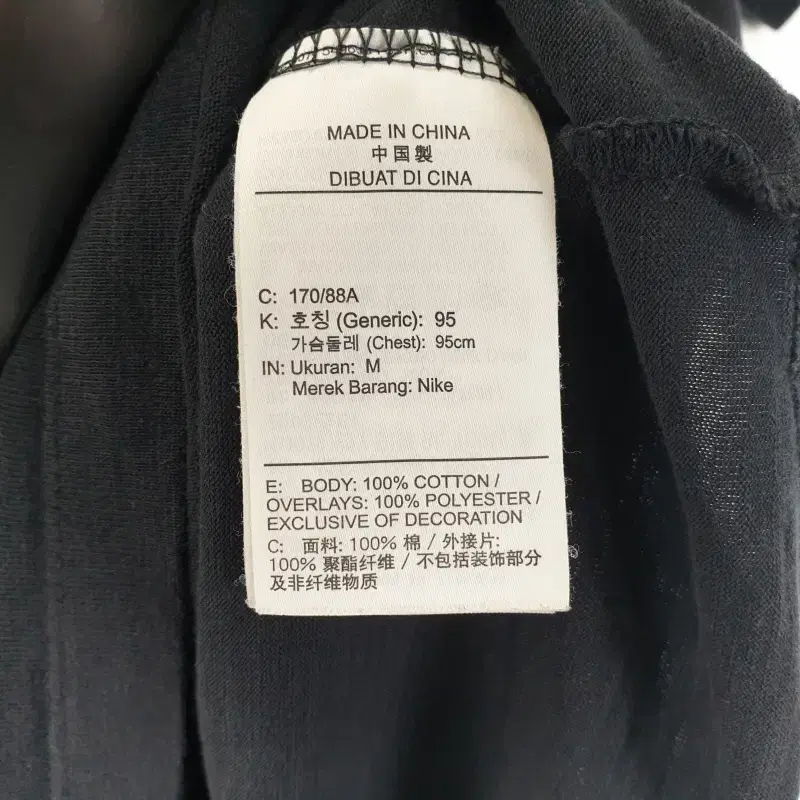 MADE IN CHINA
中国製
DIBUAT DI CINA
C: 170/88A
K: 호칭 (Generic): 95
가슴둘레 (Chest): 95cm
IN: Ukuran: M
Merek Barang: Nike
E: BODY: 100% COTTON /
OVERLAYS: 100% POLYESTER /
EXCLUSIVE OF DECORATION
C: 面料: 100% 棉 / 外接片:
100% 聚酯纤维 / 不包括装饰部分
及非纤维物质